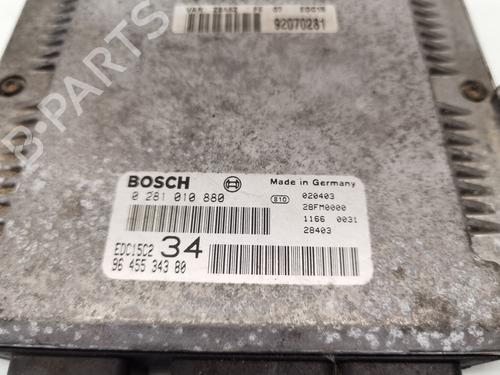 92070281
BOSCH
Made in Germany
0 281 010 880
e10
020403
28FM0000
1166 0031
28403
EDC15C2 34
96 455 343 80